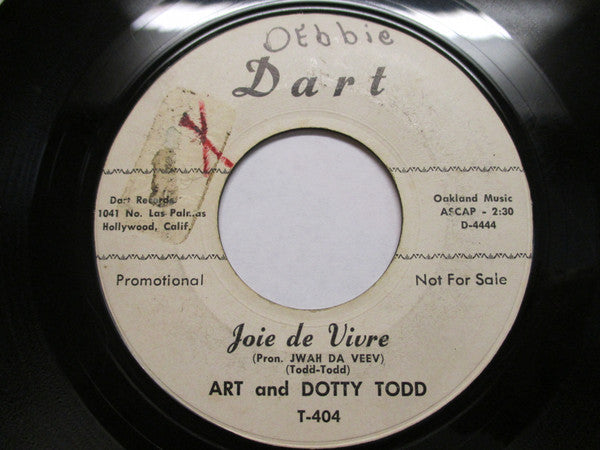 DEbbie
Dart
Dart Records
1041 No. Las Palmas
Hollywood, Calif.
Oakland Music
ASCAP - 2:30
D-4444
Promotional
Not For Sale
Joie de Vivre
(Pron. JWAH DA VEEV)
(Todd-Todd)
ART and DOTTY TODD
T-404